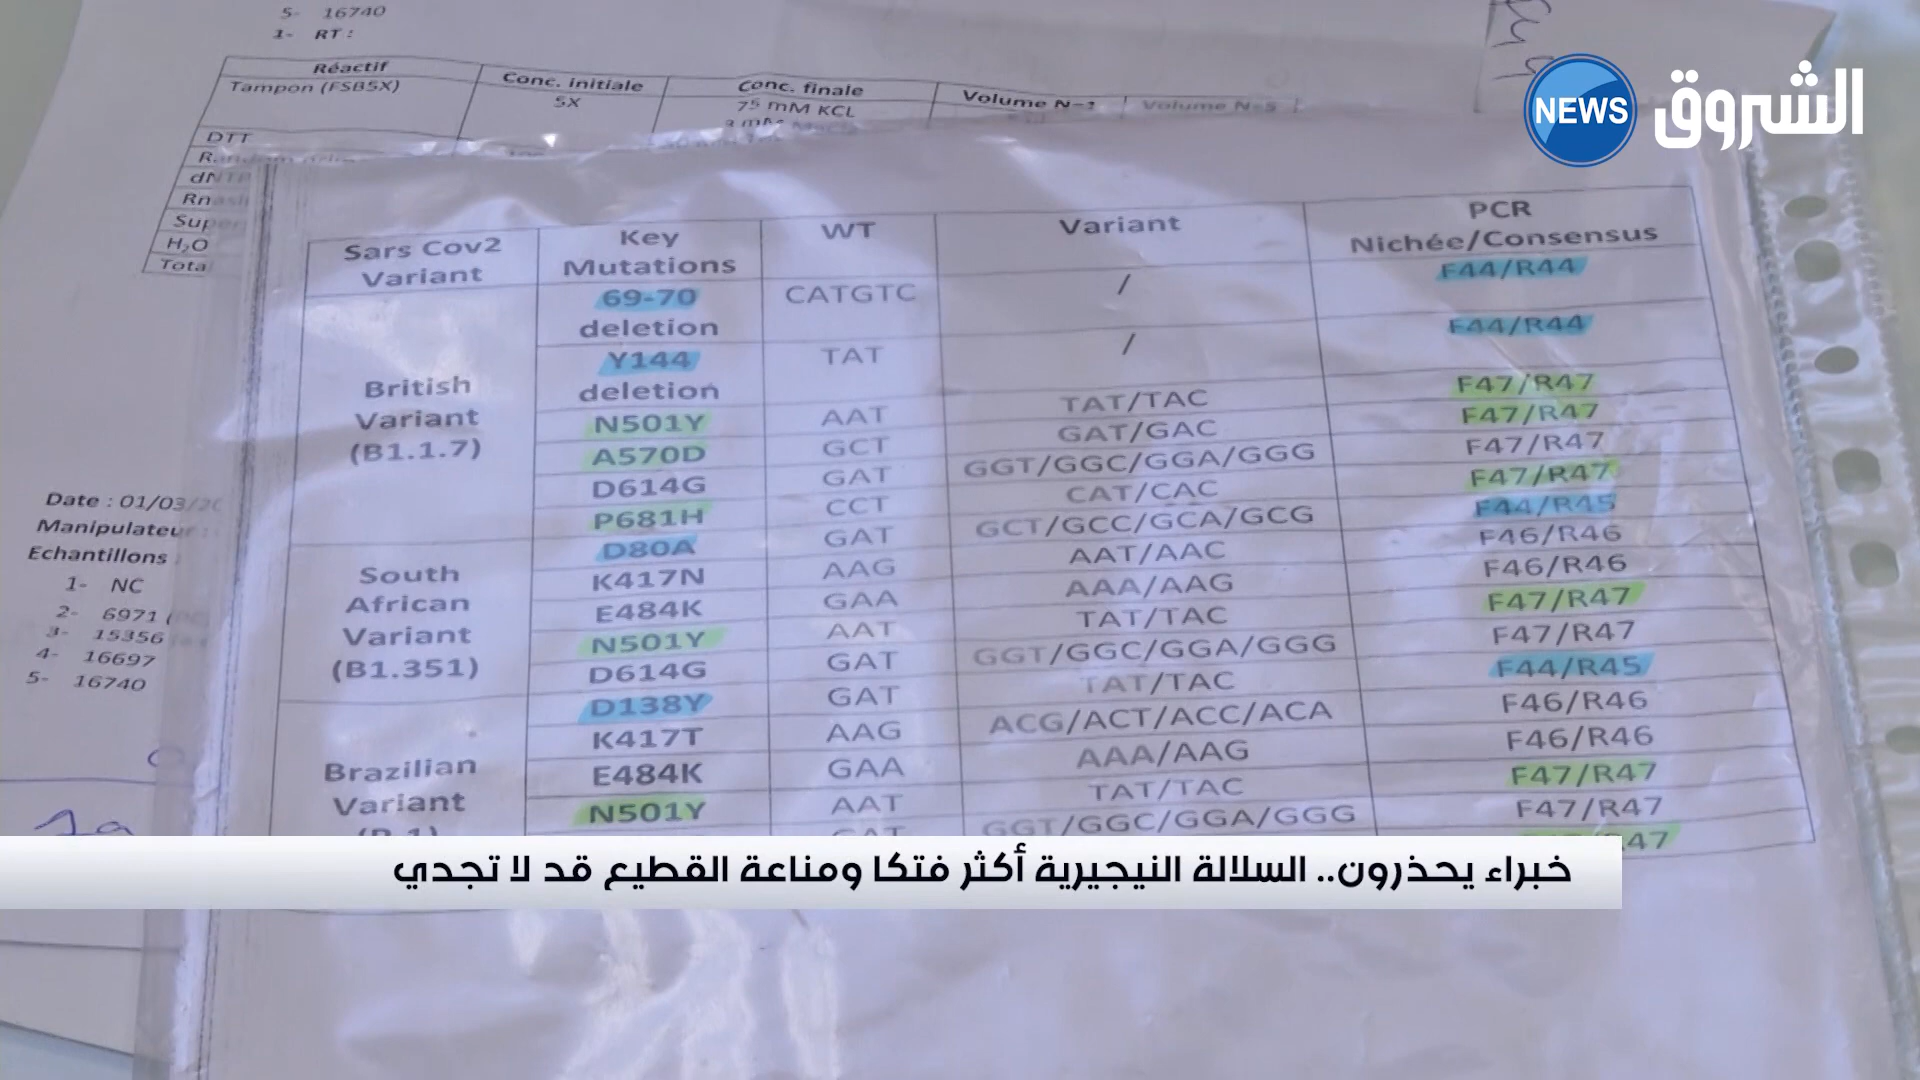 5- 16740
1- RT :
Réactif Conc. initiale Conc. finale Volume N=1 Volume N=5
Tampon (FSB5X) 5X 75 mM KCL
DTT
dNTP
H₂O
Tota
NEWS الشروق
Sars Cov2 Variant Key Mutations WT Variant PCR Nichée/Consensus
British Variant (B1.1.7)
69-70 deletion CATGTC / F44/R44
Y144 deletion TAT / F44/R44
N501Y AAT TAT/TAC F47/R47
A570D GCT GAT/GAC F47/R47
D614G GAT GGT/GGC/GGA/GGG F47/R47
P681H CCT CAT/CAC F47/R47
South African Variant (B1.351)
D80A GAT GCT/GCC/GCA/GCG F44/R45
K417N AAG AAT/AAC F46/R46
E484K GAA AAA/AAG F46/R46
N501Y AAT TAT/TAC F47/R47
D614G GAT GGT/GGC/GGA/GGG F47/R47
Brazilian Variant
D138Y GAT TAT/TAC F44/R45
K417T AAG ACG/ACT/ACC/ACA F46/R46
E484K GAA AAA/AAG F46/R46
N501Y AAT TAT/TAC F47/R47
GAT GGT/GGC/GGA/GGG F47/R47
Date : 01/03/20
Manipulateur :
Echantillons :
1- NC
2- 6971
3- 15356
4- 16697
5- 16740
خبراء يحذرون.. السلالة النيجيرية أكثر فتكا ومناعة القطيع قد لا تجدي